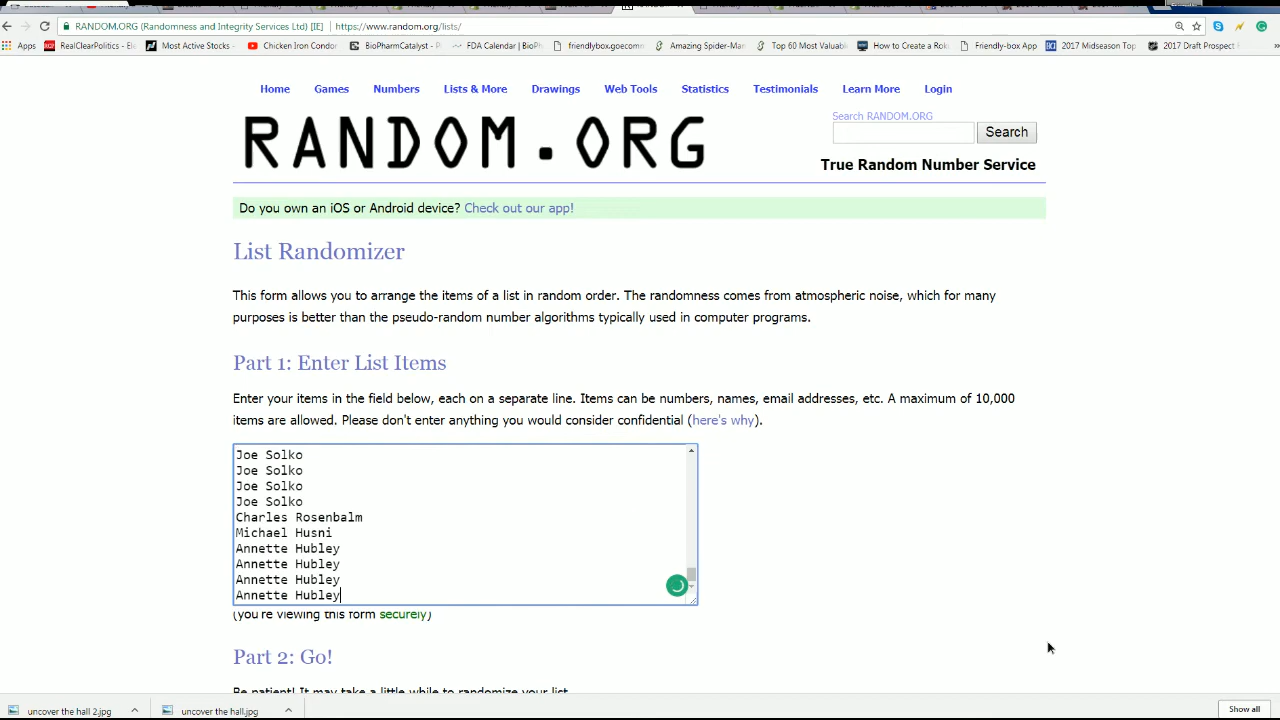 RANDOM.ORG (Randomness and Integrity Services Ltd) [IE] https://www.random.org/lists/
Apps RealClearPolitics - Ele Most Active Stocks - Chicken Iron Condor BioPharmCatalyst - P FDA Calendar | BioPh friendlybox.goecomm Amazing Spider-Man Top 60 Most Valuable How to Create a Rok Friendly-box App 2017 Midseason Top 2017 Draft Prospect
Home Games Numbers Lists & More Drawings Web Tools Statistics Testimonials Learn More Login
RANDOM.ORG
Search RANDOM.ORG
Search
True Random Number Service
Do you own an iOS or Android device? Check out our app!
List Randomizer
This form allows you to arrange the items of a list in random order. The randomness comes from atmospheric noise, which for many
purposes is better than the pseudo-random number algorithms typically used in computer programs.
Part 1: Enter List Items
Enter your items in the field below, each on a separate line. Items can be numbers, names, email addresses, etc. A maximum of 10,000
items are allowed. Please don't enter anything you would consider confidential (here's why).
Joe Solko
Joe Solko
Joe Solko
Joe Solko
Charles Rosenbalm
Michael Husni
Annette Hubley
Annette Hubley
Annette Hubley
Annette Hubley
(you're viewing this form securely)
Part 2: Go!
Be patient! It may take a little while to randomize your list
uncover the hall 2.jpg uncover the hall.jpg Show all